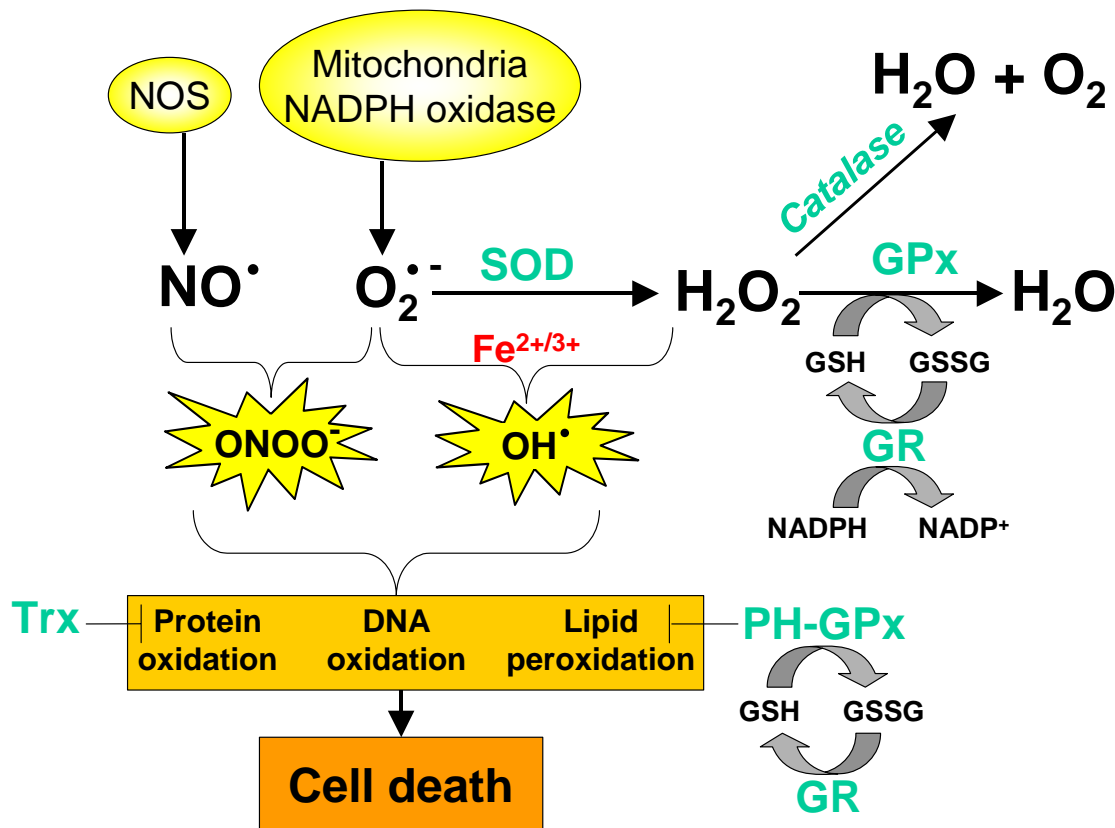 NOS
Mitochondria
NADPH oxidase
H₂O + O₂
Catalase
NO•
O₂•-
SOD
H₂O₂
GPx
H₂O
Fe2+/3+
GSH
GSSG
ONOO-
OH•
GR
NADPH
NADP+
Trx
Protein
oxidation
DNA
oxidation
Lipid
peroxidation
PH-GPx
GSH
GSSG
GR
Cell death